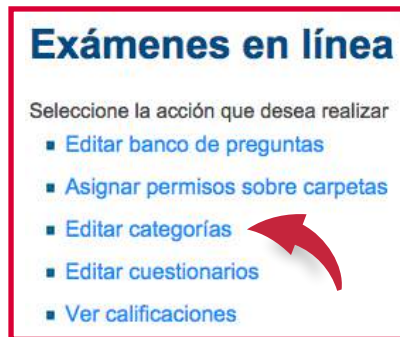 Exámenes en línea
Seleccione la acción que desea realizar
Editar banco de preguntas
Asignar permisos sobre carpetas
Editar categorías
Editar cuestionarios
Ver calificaciones